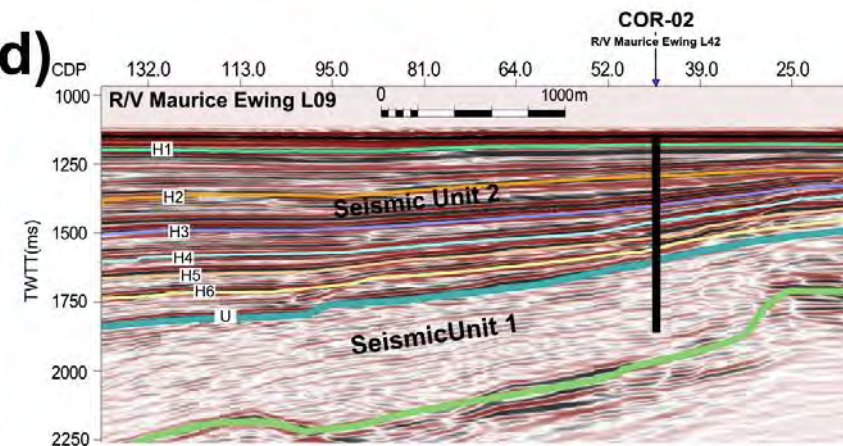 COR-02
R/V Maurice Ewing L42
d)
CDP 132.0 113.0 95.0 81.0 64.0 52.0 39.0 25.0
R/V Maurice Ewing L09
0 1000m
TWTT(ms)
1000
1250
1500
1750
2000
2250
H1
H2
Seismic Unit 2
H3
H4
H5
H6
U
SeismicUnit 1